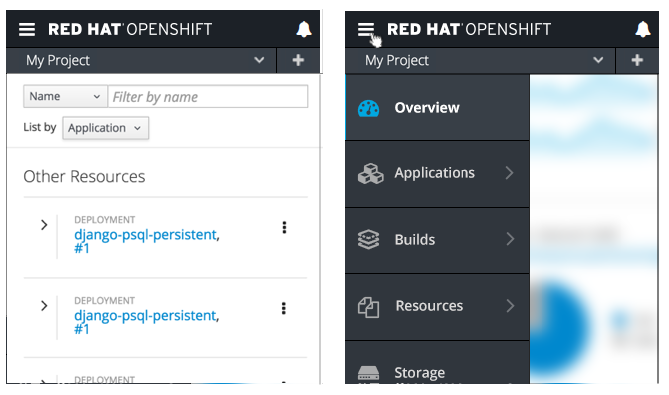 RED HAT OPENSHIFT
My Project
Name
Filter by name
List by
Application
Other Resources
DEPLOYMENT
django-psql-persistent,
#1
DEPLOYMENT
django-psql-persistent,
#1
DEPLOYMENT
RED HAT OPENSHIFT
My Project
Overview
Applications
Builds
Resources
Storage